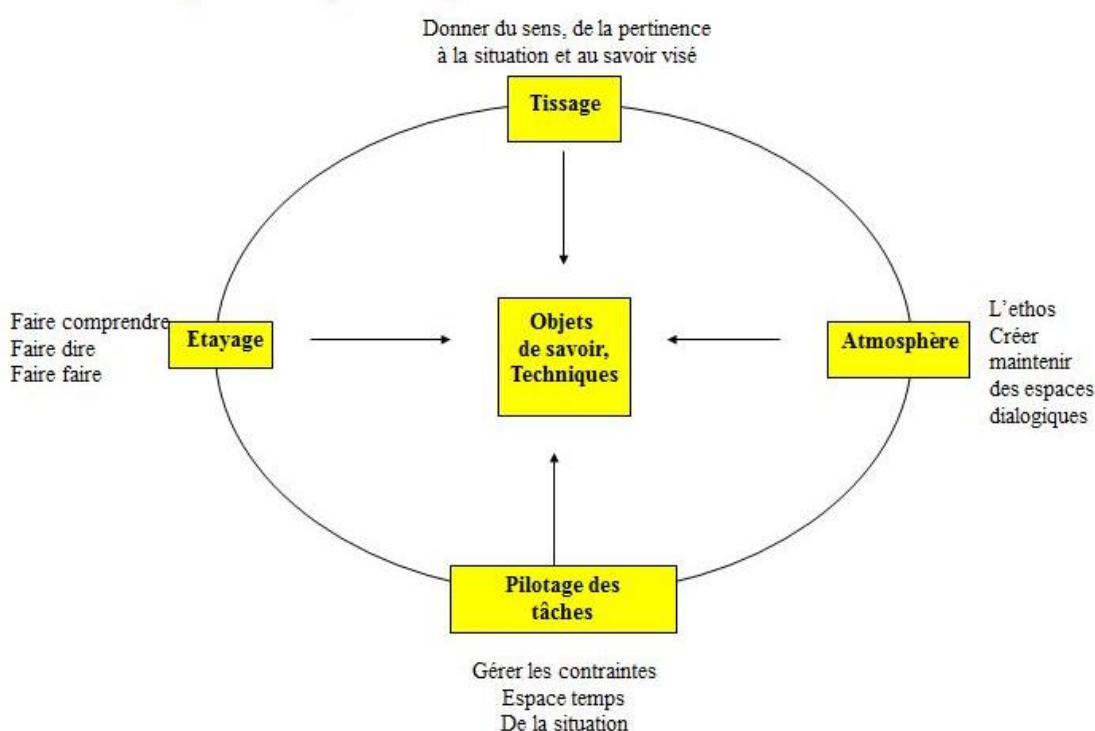 Donner du sens, de la pertinence
à la situation et au savoir visé
Tissage
Faire comprendre
Faire dire
Faire faire
Etayage
Objets
de savoir,
Techniques
Atmosphère
L’ethos
Créer
maintenir
des espaces
dialogiques
Pilotage des
tâches
Gérer les contraintes
Espace temps
De la situation